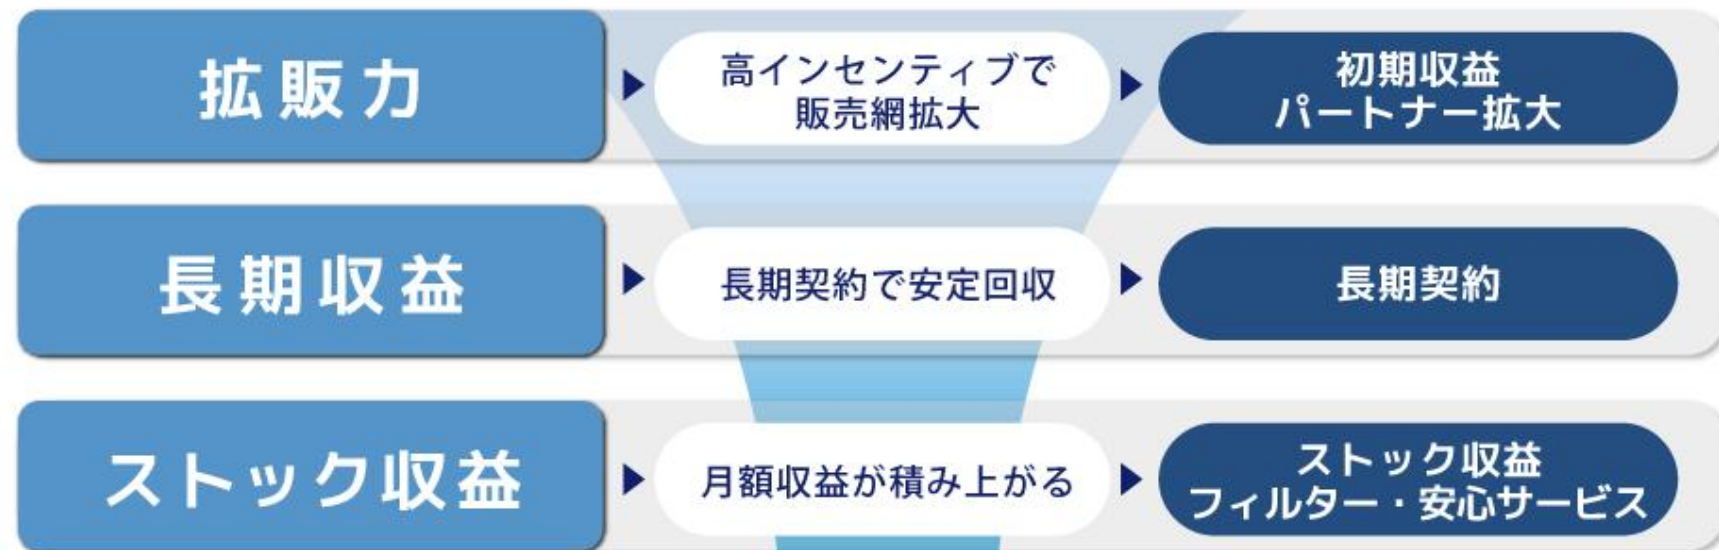 拡販力
高インセンティブで
販売網拡大
初期収益
パートナー拡大
長期収益
長期契約で安定回収
長期契約
ストック収益
月額収益が積み上がる
ストック収益
フィルター・安心サービス